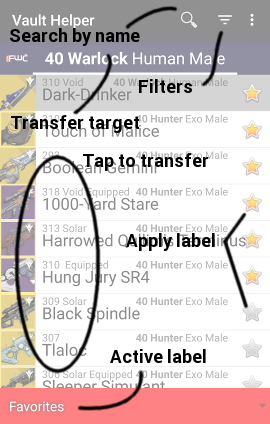 Vault Helper
Search by name
FWC
40 Warlock Human Male
310 Void
40 Warlock Human Male
Dark-Drinker
Filters
Exo Male
Transfer target
Touch of Malice
Tap to transfer
Boolean Gemini
318 Void Equipped
40 Hunter Exo Male
1000-Yard Stare
313 Solar
40 Hunter Exo Male
Harrowed
Apply label
310 Equipped
40 Hunter Exo Male
Hung Jury SR4
309 Solar
40 Hunter Exo Male
Black Spindle
307
Tlaloc
Active label
306 Solar Equipped
40 Hunter Exo Male
Sleeper Simulant
Favorites